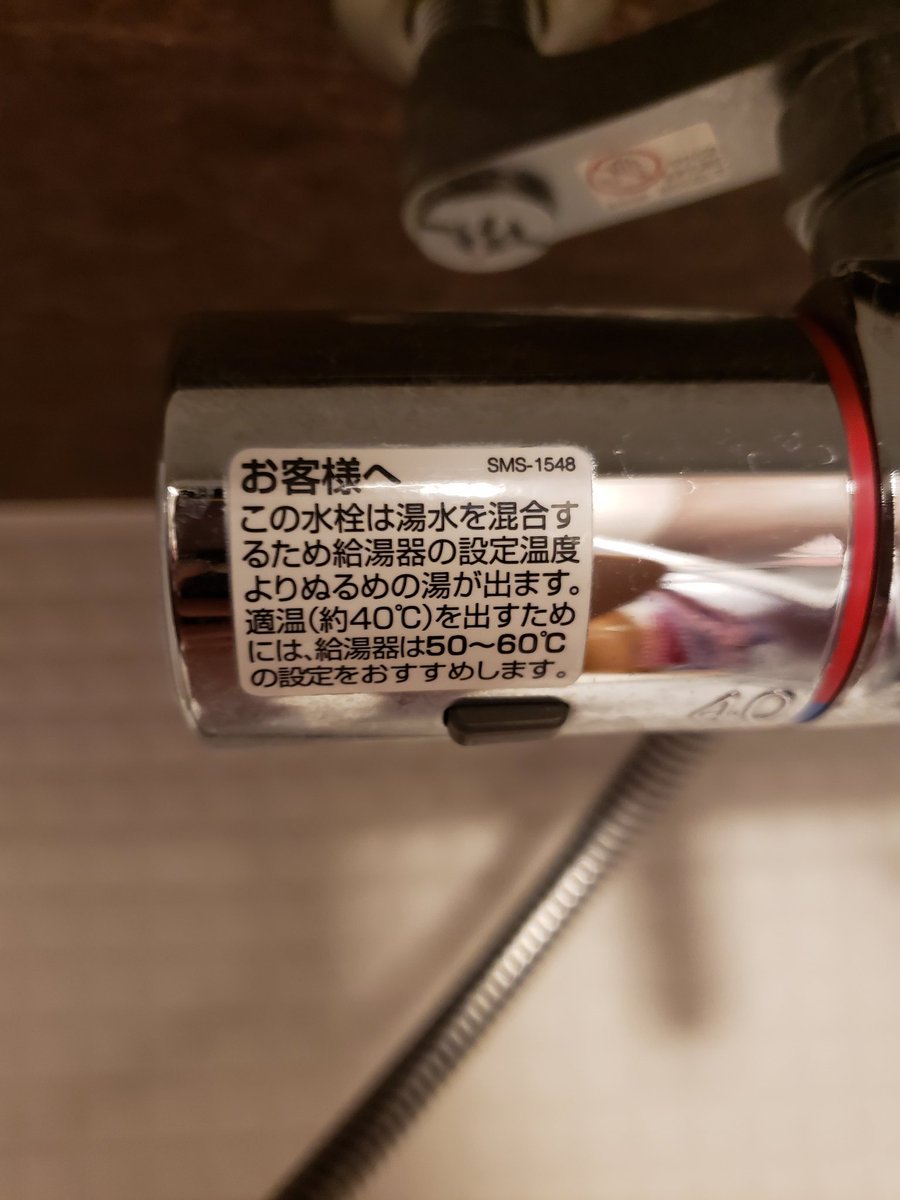 お客様へ SMS-1548
この水栓は湯水を混合す
るため給湯器の設定温度
よりぬるめの湯が出ます。
適温(約40℃)を出すため
には、給湯器は50〜60℃
の設定をおすすめします。
40